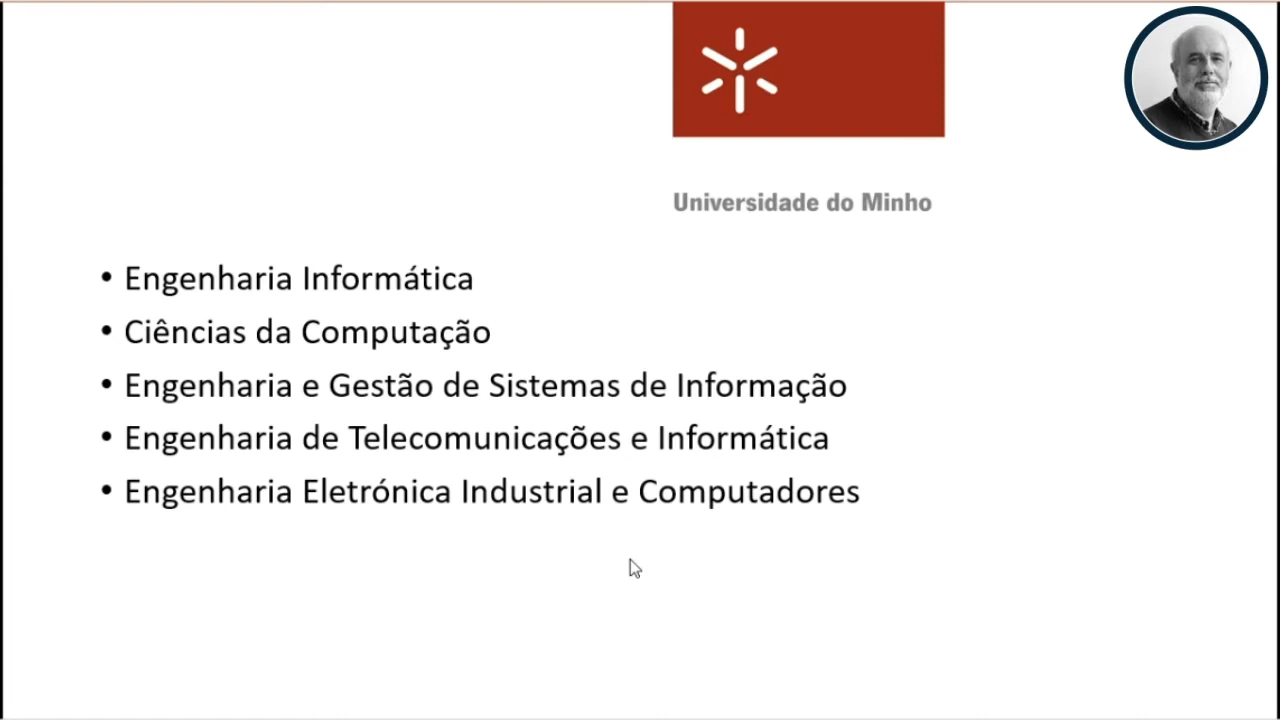 Universidade do Minho
• Engenharia Informática
• Ciências da Computação
• Engenharia e Gestão de Sistemas de Informação
• Engenharia de Telecomunicações e Informática
• Engenharia Eletrónica Industrial e Computadores